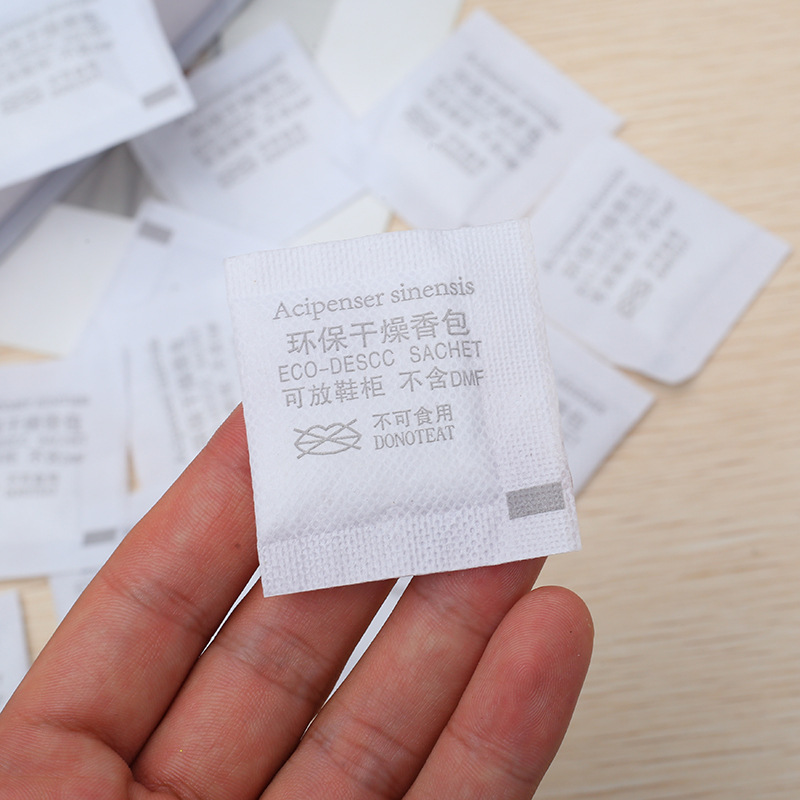 Acipenser sinensis
环保干燥香包
ECO-DESCC SACHET
可放鞋柜 不含DMF
不可食用
DONOTEAT